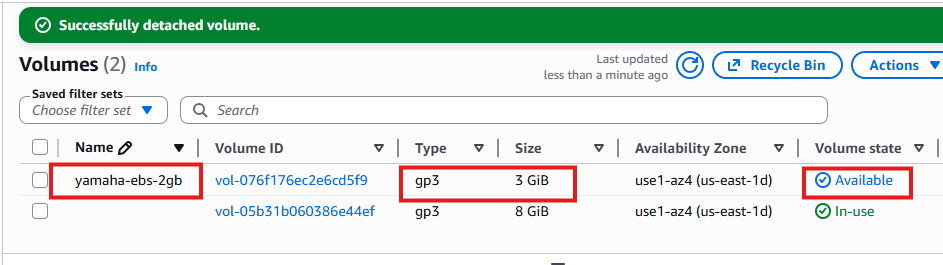 Successfully detached volume.
Volumes (2) Info
Last updated
less than a minute ago
Recycle Bin
Actions
Saved filter sets
Choose filter set
Search
Name Volume ID Type Size Availability Zone Volume state
yamaha-ebs-2gb vol-076f176ec2e6cd5f9 gp3 3 GiB use1-az4 (us-east-1d) Available
vol-05b31b060386e44ef gp3 8 GiB use1-az4 (us-east-1d) In-use